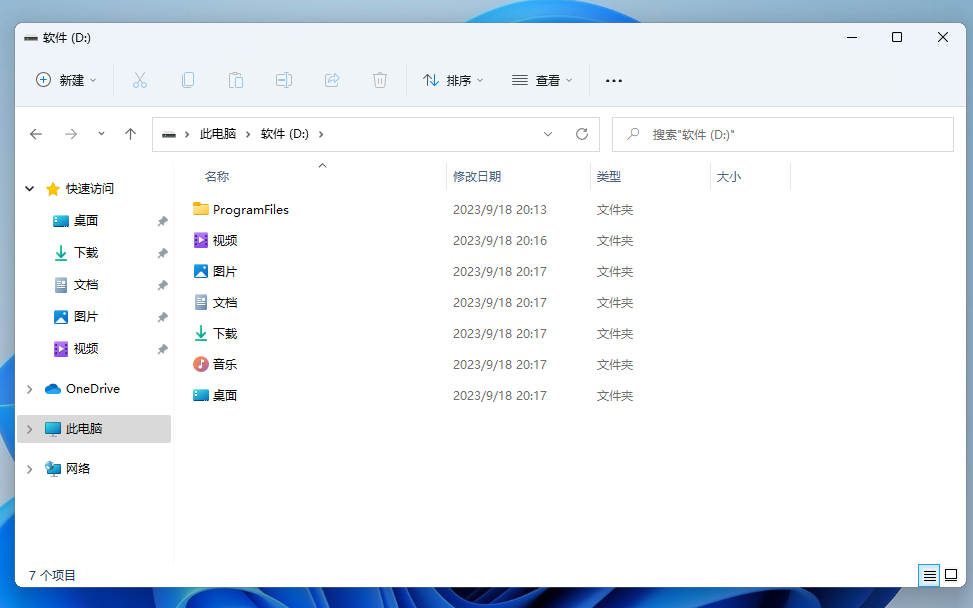 软件 (D:)
新建 排序 查看
此电脑 软件 (D:) 搜索"软件 (D:)"
名称 修改日期 类型 大小
快速访问
桌面
下载
文档
图片
视频
OneDrive
此电脑
网络
ProgramFiles 2023/9/18 20:13 文件夹
视频 2023/9/18 20:16 文件夹
图片 2023/9/18 20:17 文件夹
文档 2023/9/18 20:17 文件夹
下载 2023/9/18 20:17 文件夹
音乐 2023/9/18 20:17 文件夹
桌面 2023/9/18 20:17 文件夹
7 个项目